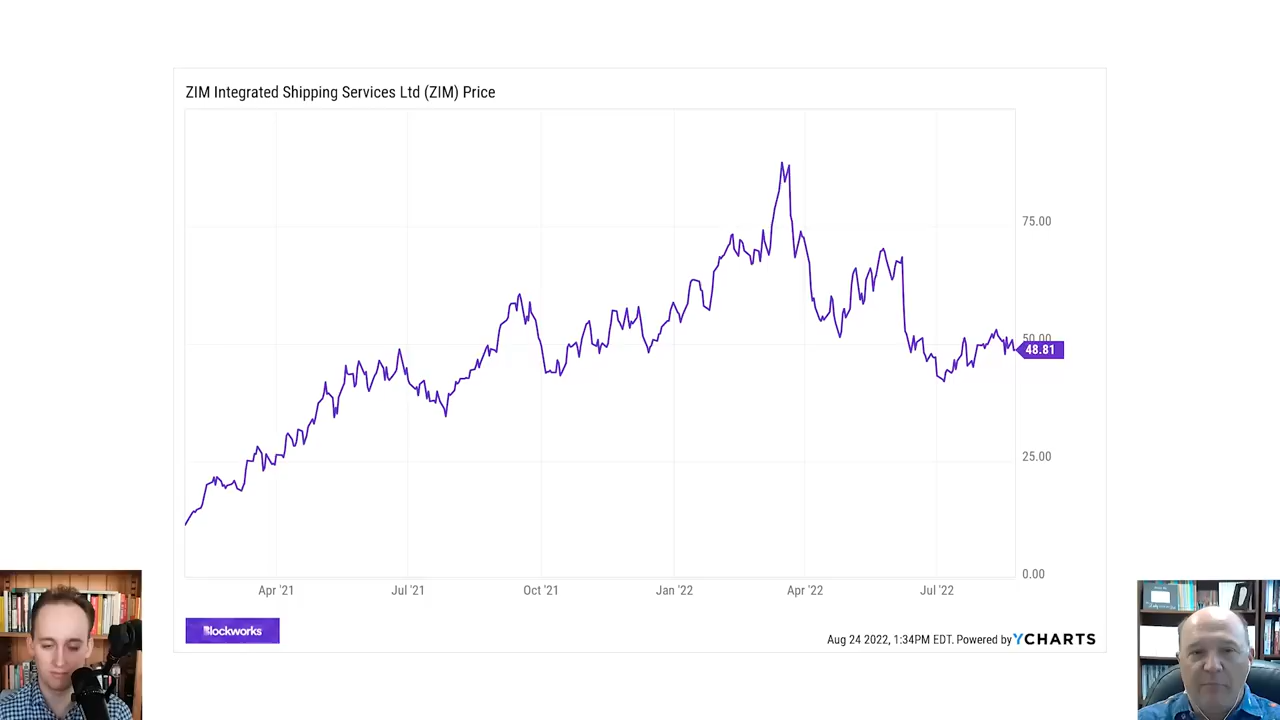 ZIM Integrated Shipping Services Ltd (ZIM) Price
75.00
50.00
48.81
25.00
0.00
Apr '21 Jul '21 Oct '21 Jan '22 Apr '22 Jul '22
Blockworks
Aug 24 2022, 1:34PM EDT. Powered by YCHARTS